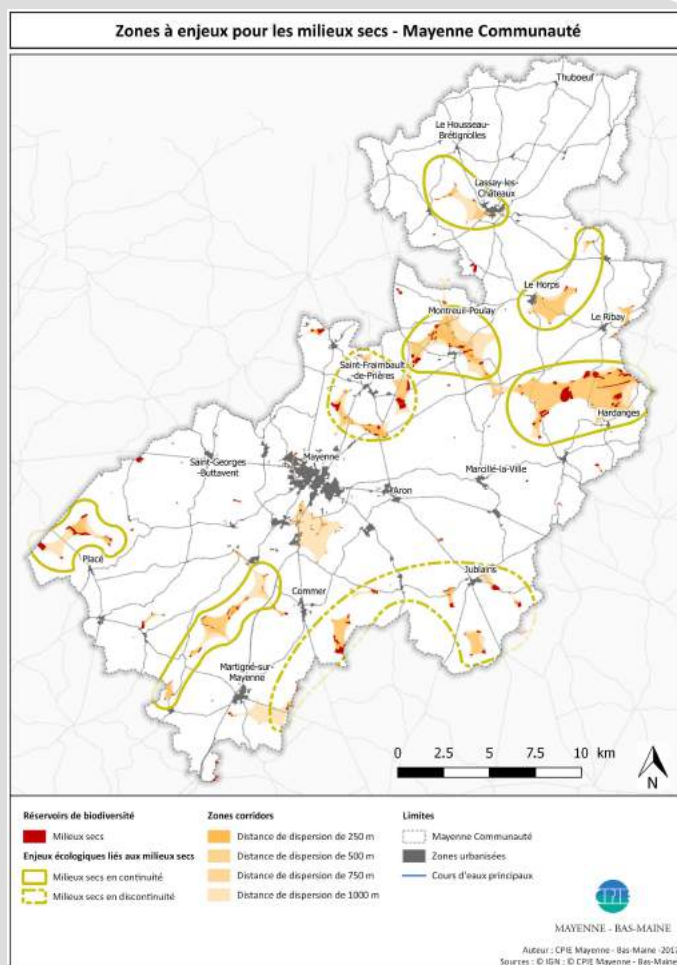 Zones à enjeux pour les milieux secs - Mayenne Communauté
Thuboeuf
Le Housseau-
Brétignolles
Lassay-les-
Châteaux
Le Horps
Montreuil-Poulay
Le Ribay
Saint-Fraimbault
-de-Prières
Hardanges
Mayenne
Saint-Georges
-Buttavent
Marcillé-la-Ville
Aron
Placé
Jublains
Commer
Martigné-sur-
Mayenne
0 2.5 5 7.5 10 km
N
Réservoirs de biodiversité
Milieux secs
Enjeux écologiques liés aux milieux secs
Milieux secs en continuité
Milieux secs en discontinuité
Zones corridors
Distance de dispersion de 250 m
Distance de dispersion de 500 m
Distance de dispersion de 750 m
Distance de dispersion de 1000 m
Limites
Mayenne Communauté
Zones urbanisées
Cours d'eaux principaux
CPIE
MAYENNE - BAS-MAINE
Auteur : CPIE Mayenne - Bas-Maine -2017
Sources : © IGN ; © CPIE Mayenne - Bas-Maine